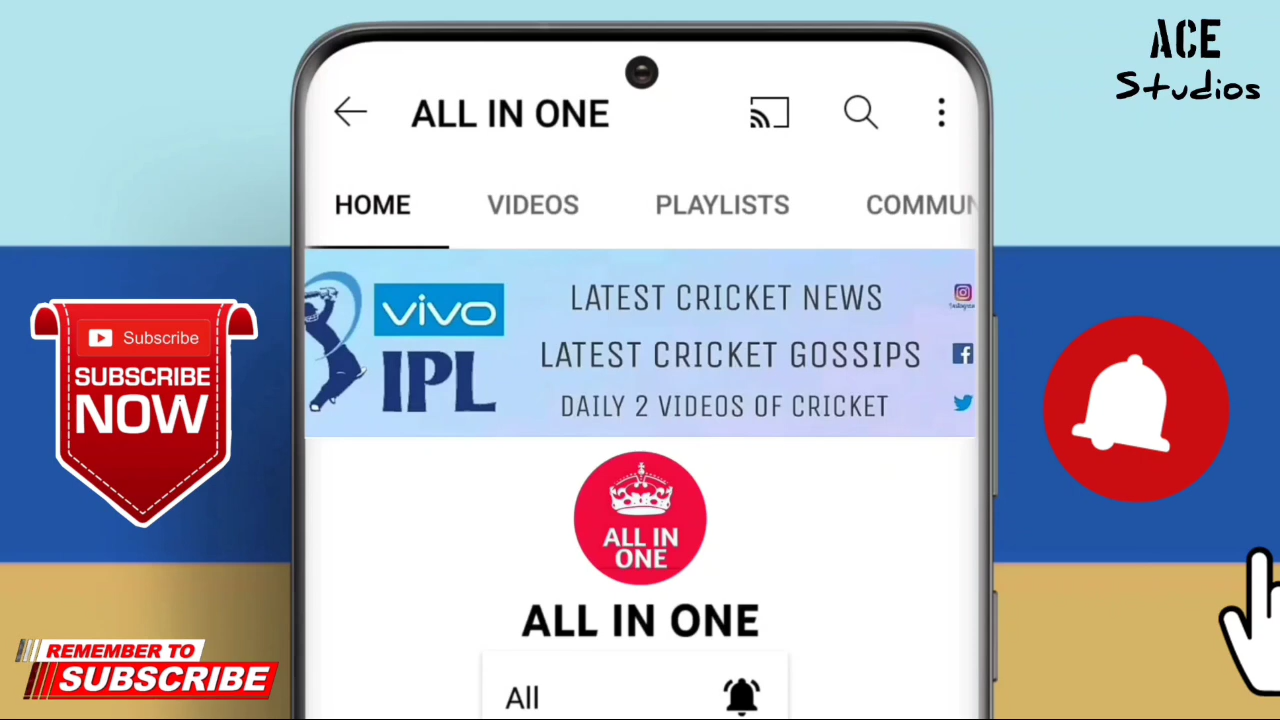 ACE
Studios
ALL IN ONE
HOME VIDEOS PLAYLISTS COMMUN
vivo
IPL
LATEST CRICKET NEWS
LATEST CRICKET GOSSIPS
DAILY 2 VIDEOS OF CRICKET
Subscribe
SUBSCRIBE
NOW
ALL IN
ONE
ALL IN ONE
All
REMEMBER TO
SUBSCRIBE